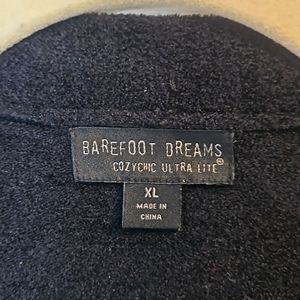 BAREFOOT DREAMS
COZYCHIC ULTRA LITE®
XL
MADE IN
CHINA